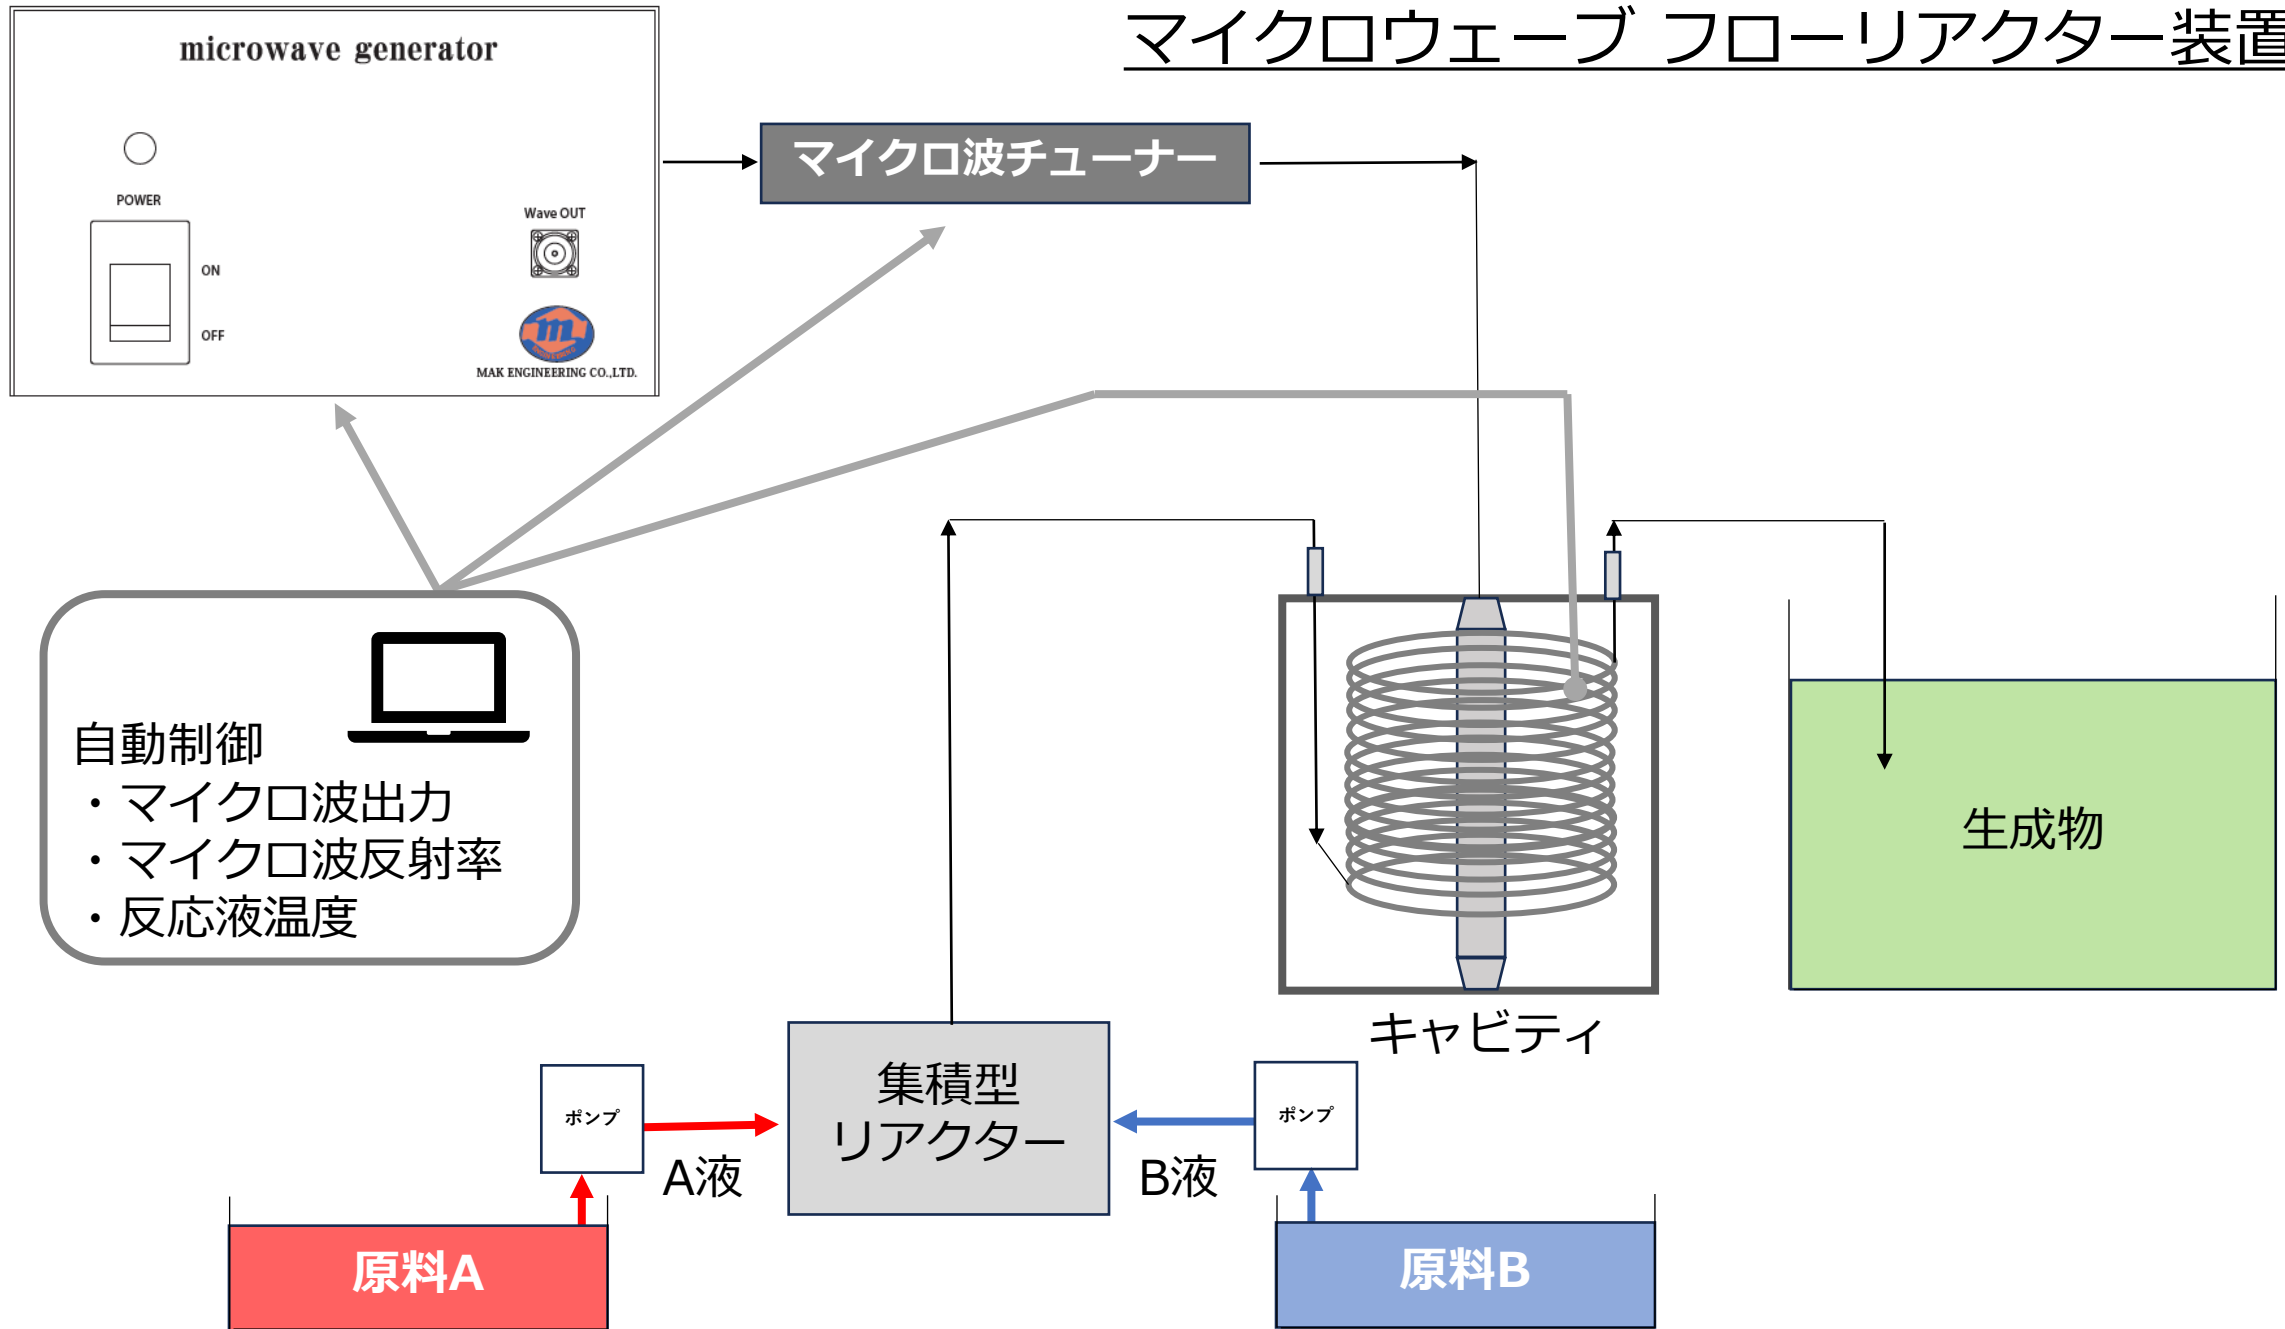 マイクロウェーブ フローリアクター装置
microwave generator
POWER
ON
OFF
Wave OUT
MAK ENGINEERING CO.,LTD.
マイクロ波チューナー
自動制御
・マイクロ波出力
・マイクロ波反射率
・反応液温度
キャビティ
生成物
集積型
リアクター
ポンプ
A液
原料A
ポンプ
B液
原料B